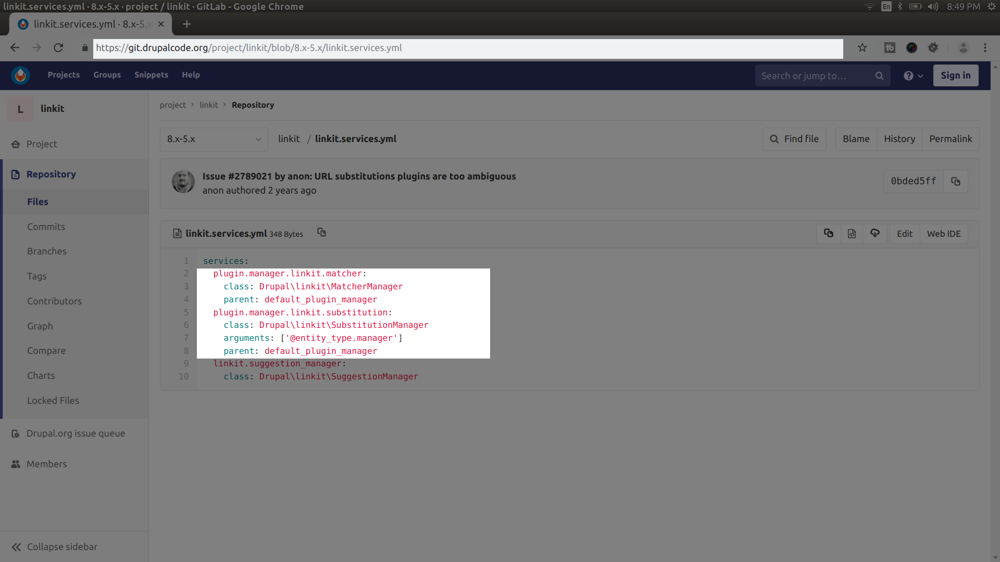 linkit.services.yml · 8.x-5.x · project / linkit · GitLab - Google Chrome
En
8:49 PM
linkit.services.yml · 8.x-5.x
https://git.drupalcode.org/project/linkit/blob/8.x-5.x/linkit.services.yml
Projects Groups Snippets Help
Search or jump to…
Sign in
L linkit
project › linkit › Repository
8.x-5.x
linkit / linkit.services.yml
Find file Blame History Permalink
Project
Repository
Files
Commits
Branches
Tags
Contributors
Graph
Compare
Charts
Locked Files
Drupal.org issue queue
Members
Collapse sidebar
Issue #2789021 by anon: URL substitutions plugins are too ambiguous
anon authored 2 years ago
0bded5ff
linkit.services.yml 348 Bytes
Edit Web IDE
1 services:
2   plugin.manager.linkit.matcher:
3     class: Drupal\linkit\MatcherManager
4     parent: default_plugin_manager
5   plugin.manager.linkit.substitution:
6     class: Drupal\linkit\SubstitutionManager
7     arguments: ['@entity_type.manager']
8     parent: default_plugin_manager
9   linkit.suggestion_manager:
10     class: Drupal\linkit\SuggestionManager